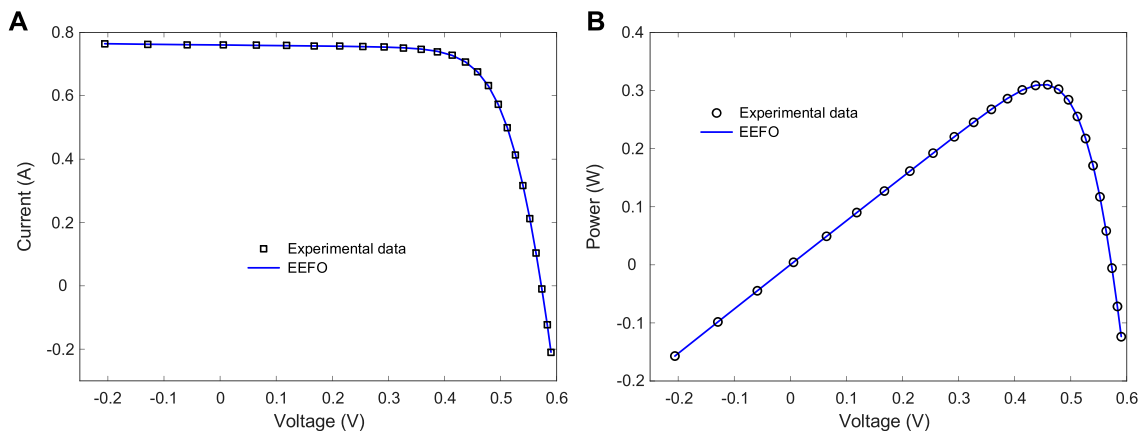 A
0.8
0.6
0.4
0.2
0
-0.2
-0.2 -0.1 0 0.1 0.2 0.3 0.4 0.5 0.6
Voltage (V)
Current (A)
Experimental data
EEFO
B
0.4
0.3
0.2
0.1
0
-0.1
-0.2
-0.2 -0.1 0 0.1 0.2 0.3 0.4 0.5 0.6
Voltage (V)
Power (W)
Experimental data
EEFO